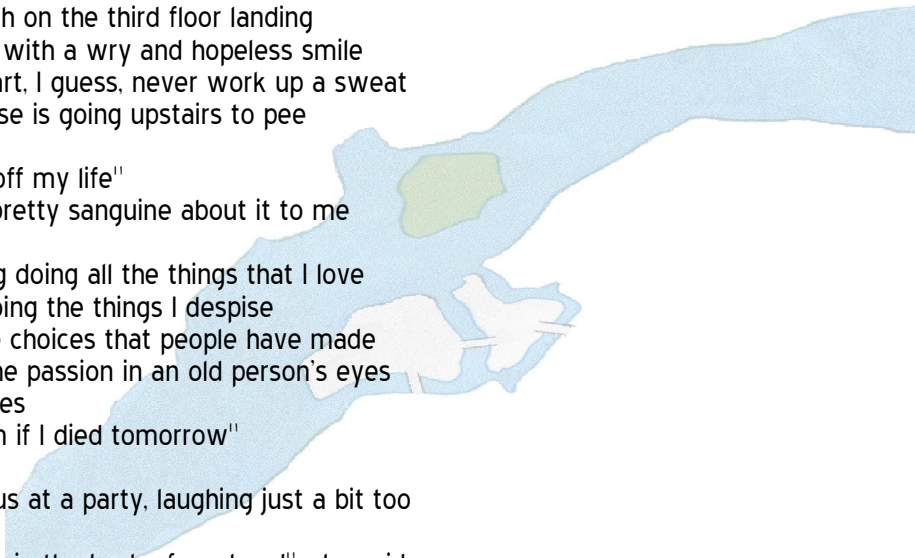 h on the third floor landing
with a wry and hopeless smile
art, I guess, never work up a sweat
se is going upstairs to pee
off my life"
pretty sanguine about it to me
g doing all the things that I love
oing the things I despise
choices that people have made
he passion in an old person's eyes
es
n if I died tomorrow"
us at a party, laughing just a bit too